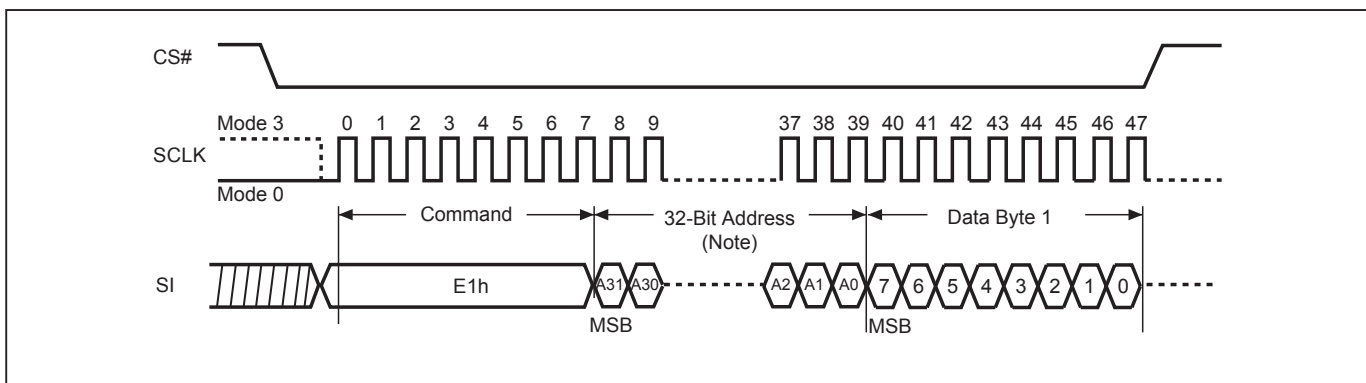 CS#
Mode 3
0 1 2 3 4 5 6 7 8 9 37 38 39 40 41 42 43 44 45 46 47
SCLK
Mode 0
Command 32-Bit Address Data Byte 1
(Note)
SI E1h A31 A30 A2 A1 A0 7 6 5 4 3 2 1 0
MSB MSB